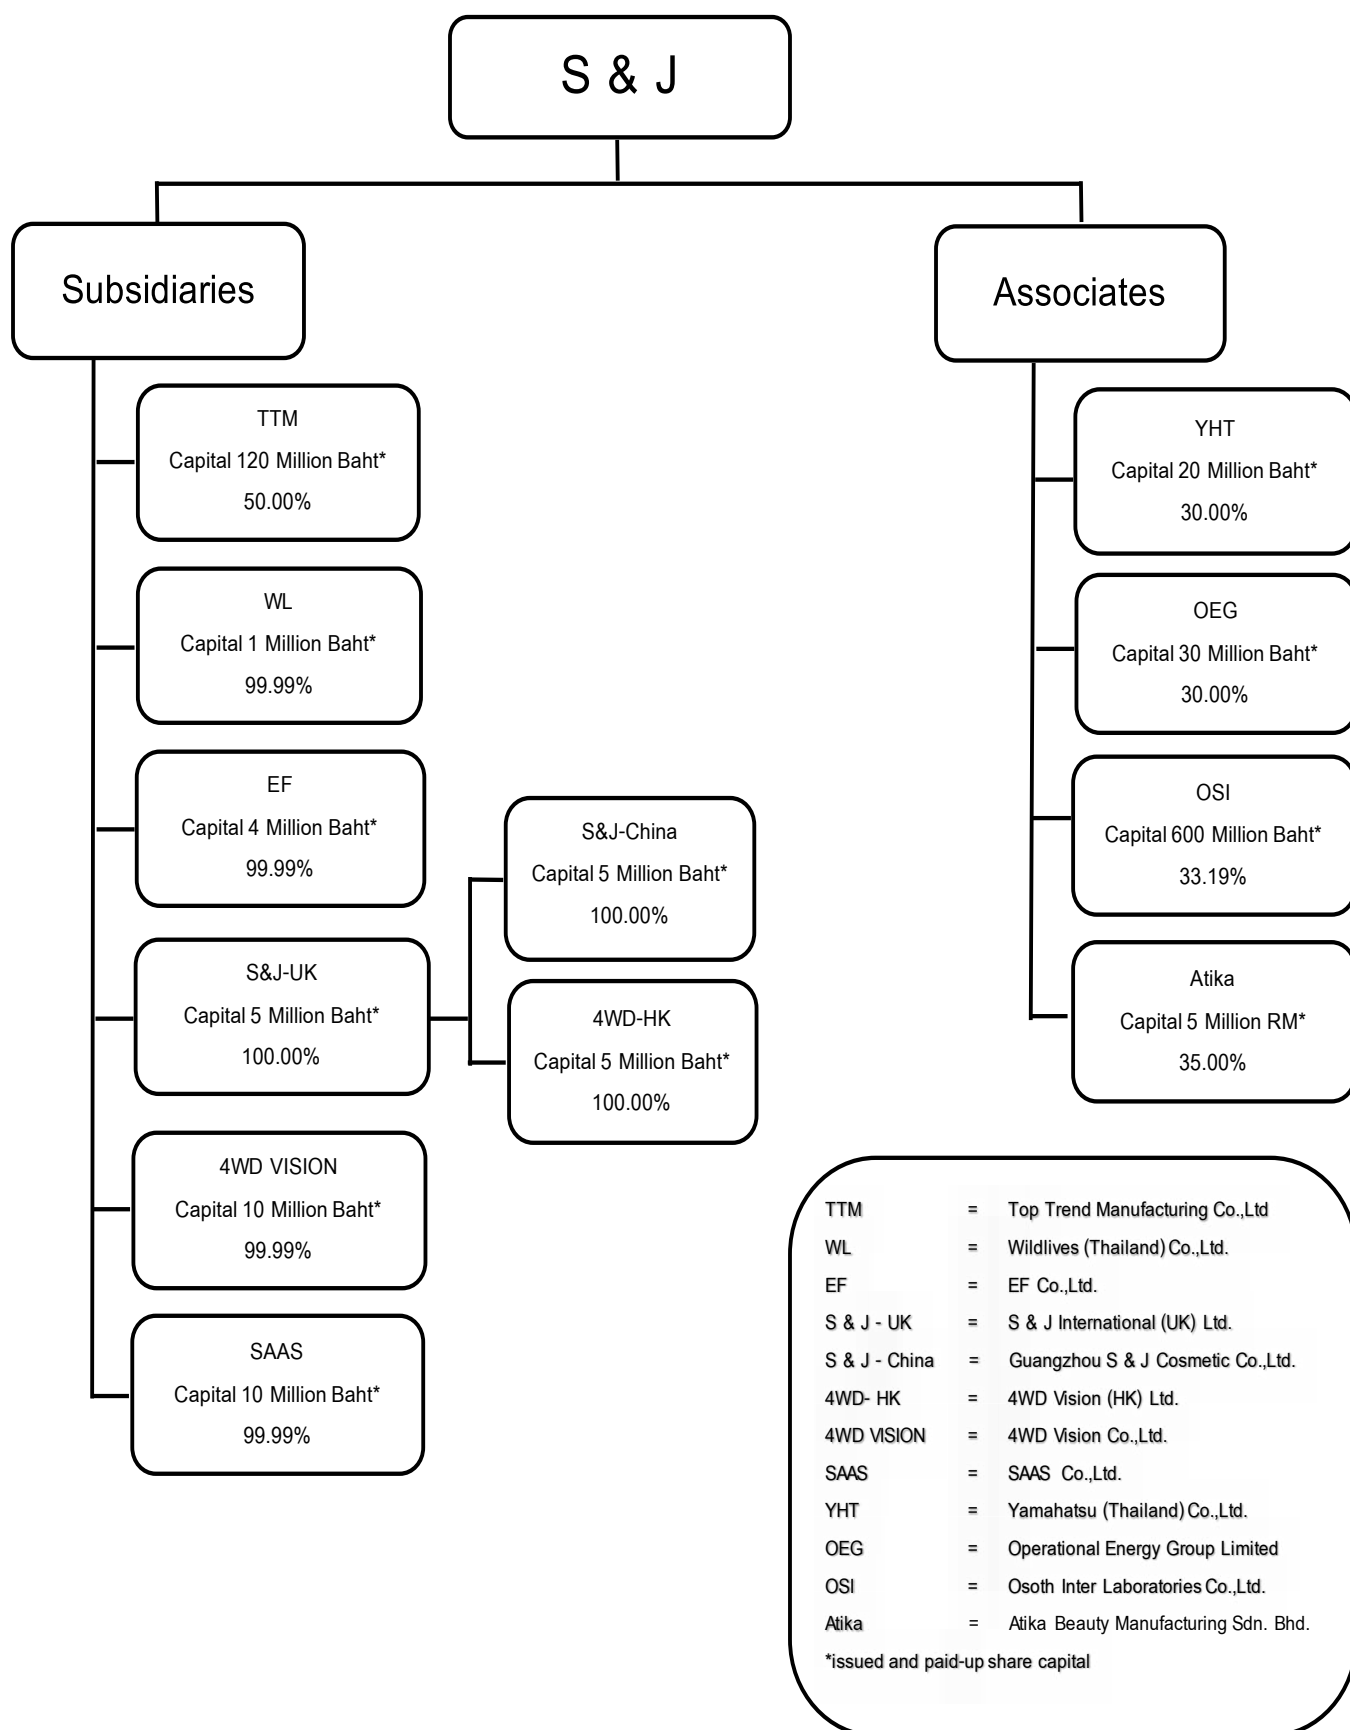 S & J
Subsidiaries
Associates
TTM
Capital 120 Million Baht*
50.00%
WL
Capital 1 Million Baht*
99.99%
EF
Capital 4 Million Baht*
99.99%
S&J-UK
Capital 5 Million Baht*
100.00%
S&J-China
Capital 5 Million Baht*
100.00%
4WD-HK
Capital 5 Million Baht*
100.00%
4WD VISION
Capital 10 Million Baht*
99.99%
SAAS
Capital 10 Million Baht*
99.99%
YHT
Capital 20 Million Baht*
30.00%
OEG
Capital 30 Million Baht*
30.00%
OSI
Capital 600 Million Baht*
33.19%
Atika
Capital 5 Million RM*
35.00%
TTM = Top Trend Manufacturing Co.,Ltd
WL = Wildlives (Thailand) Co.,Ltd.
EF = EF Co.,Ltd.
S & J - UK = S & J International (UK) Ltd.
S & J - China = Guangzhou S & J Cosmetic Co.,Ltd.
4WD- HK = 4WD Vision (HK) Ltd.
4WD VISION = 4WD Vision Co.,Ltd.
SAAS = SAAS Co.,Ltd.
YHT = Yamahatsu (Thailand) Co.,Ltd.
OEG = Operational Energy Group Limited
OSI = Osoth Inter Laboratories Co.,Ltd.
Atika = Atika Beauty Manufacturing Sdn. Bhd.
*issued and paid-up share capital